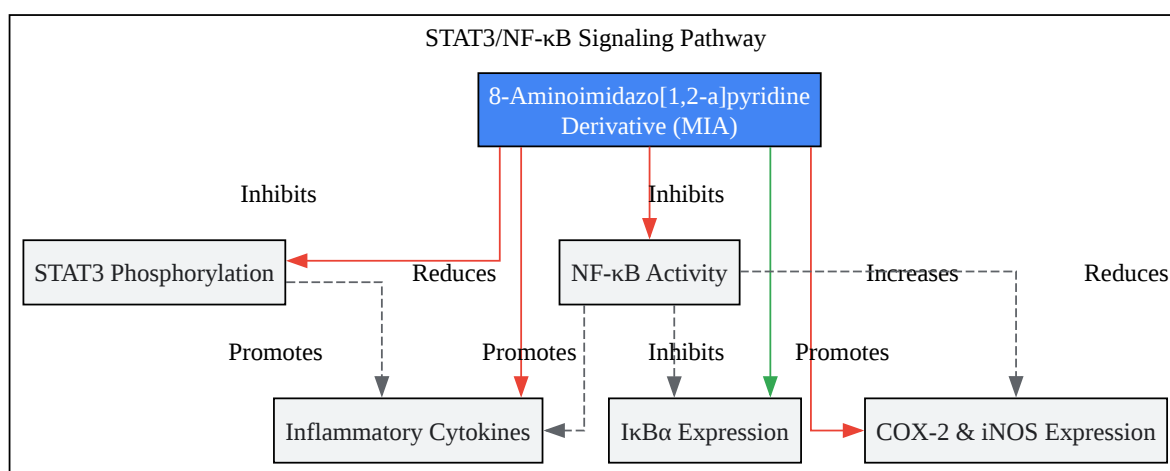 STAT3/NF-κB Signaling Pathway
8-Aminoimidazo[1,2-a]pyridine
Derivative (MIA)
Inhibits
Inhibits
STAT3 Phosphorylation
Reduces
NF-κB Activity
Increases
Reduces
Promotes
Promotes
Inhibits
Promotes
Inflammatory Cytokines
IκBα Expression
COX-2 & iNOS Expression